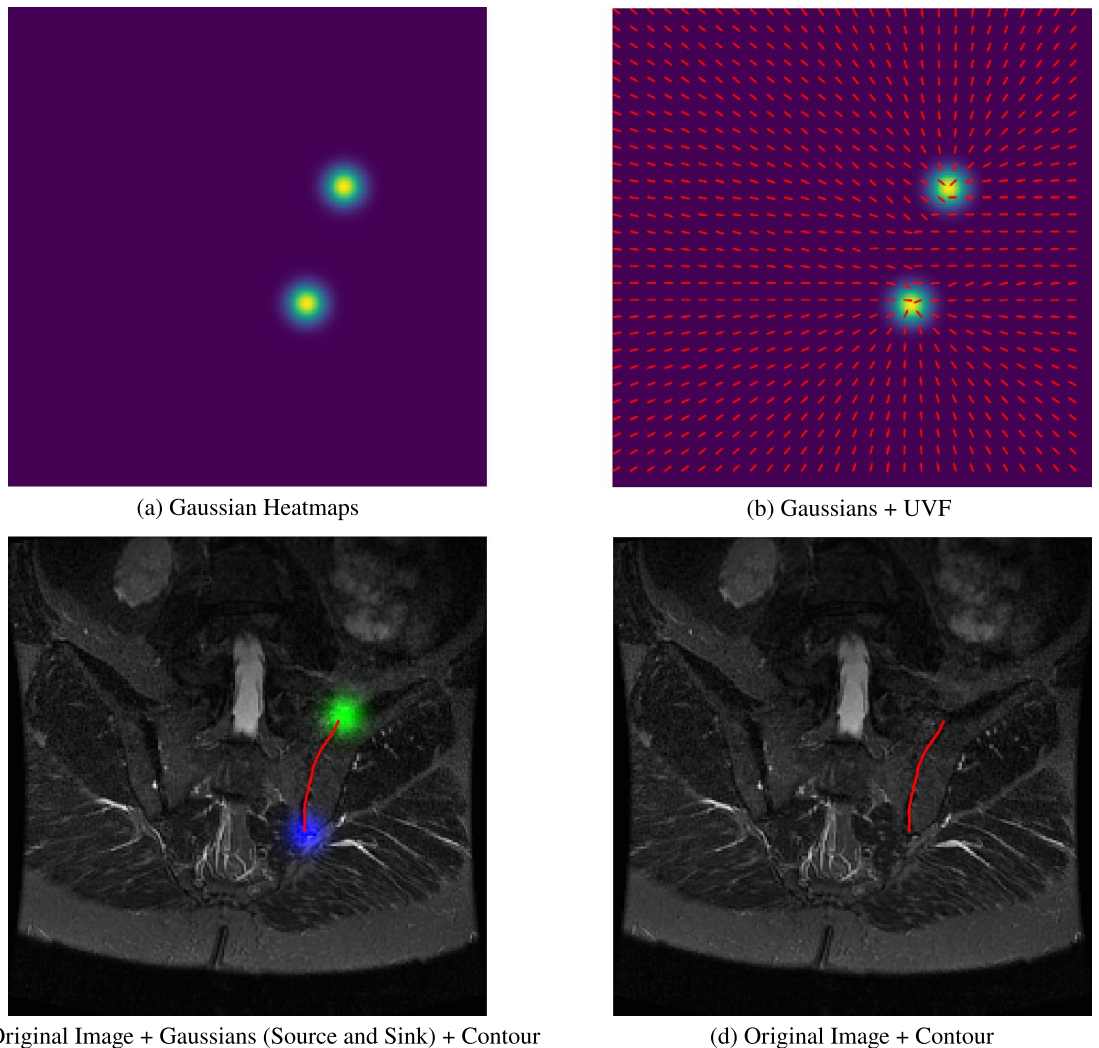 (a) Gaussian Heatmaps
(b) Gaussians + UVF
Original Image + Gaussians (Source and Sink) + Contour
(d) Original Image + Contour